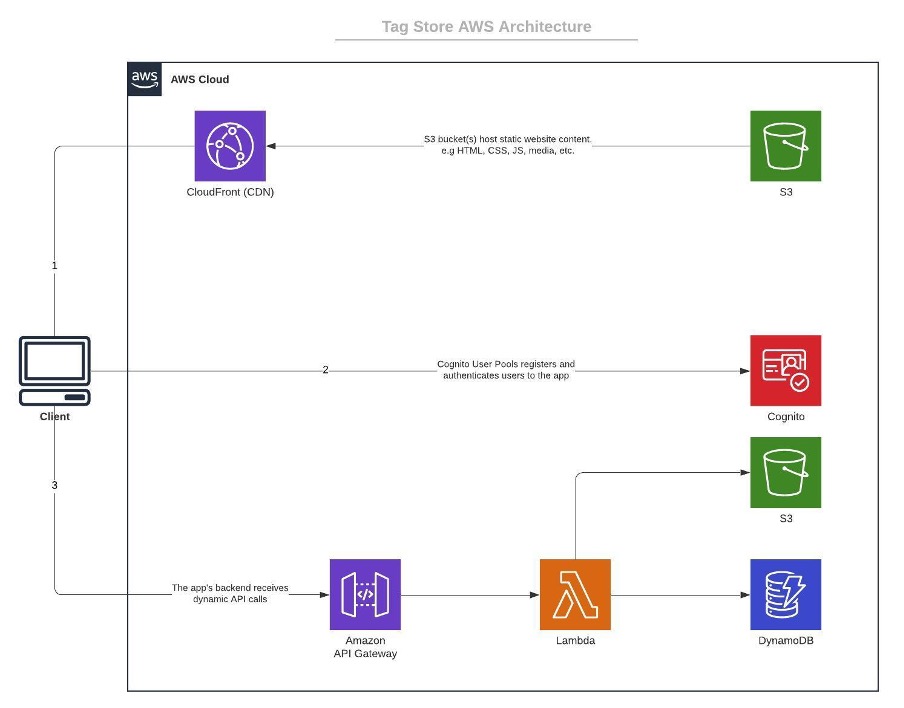 Tag Store AWS Architecture
aws
AWS Cloud
S3 bucket(s) host static website content.
e.g HTML, CSS, JS, media, etc.
CloudFront (CDN)
S3
1
2
Cognito User Pools registers and
authenticates users to the app
Client
Cognito
3
S3
The app's backend receives
dynamic API calls
Amazon
API Gateway
Lambda
DynamoDB